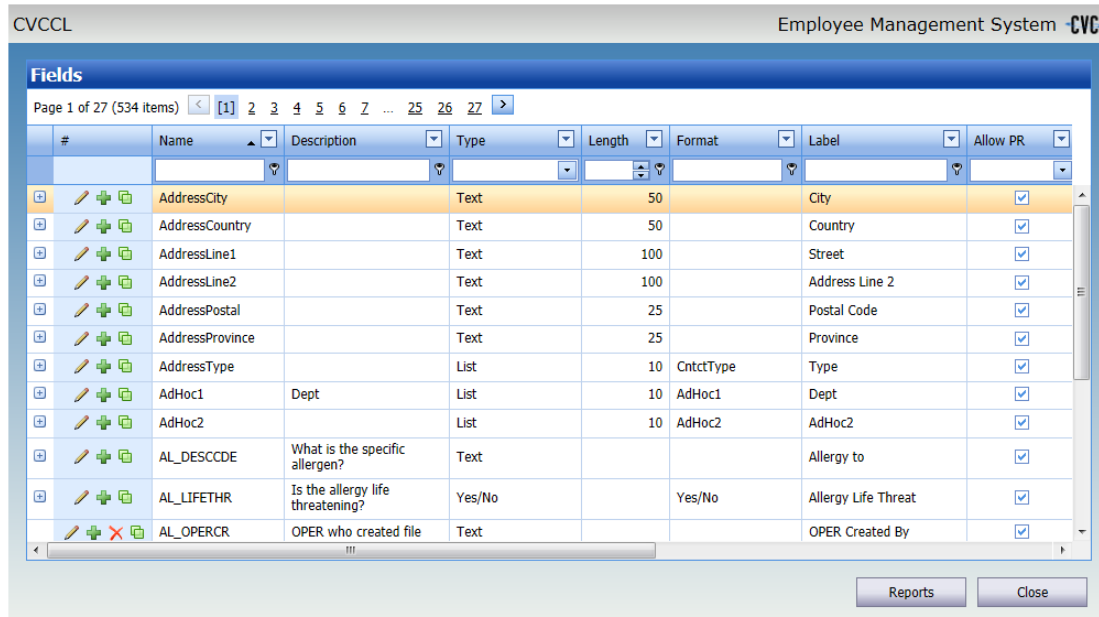 CVCCL Employee Management System CVC
Fields
Page 1 of 27 (534 items) [1] 2 3 4 5 6 7 … 25 26 27
# Name Description Type Length Format Label Allow PR
AddressCity Text 50 City
AddressCountry Text 50 Country
AddressLine1 Text 100 Street
AddressLine2 Text 100 Address Line 2
AddressPostal Text 25 Postal Code
AddressProvince Text 25 Province
AddressType List 10 CntctType Type
AdHoc1 Dept List 10 AdHoc1 Dept
AdHoc2 List 10 AdHoc2 AdHoc2
AL_DESCCDE What is the specific allergen? Text Allergy to
AL_LIFETHR Is the allergy life threatening? Yes/No Yes/No Allergy Life Threat
AL_OPERCR OPER who created file Text OPER Created By
Reports Close